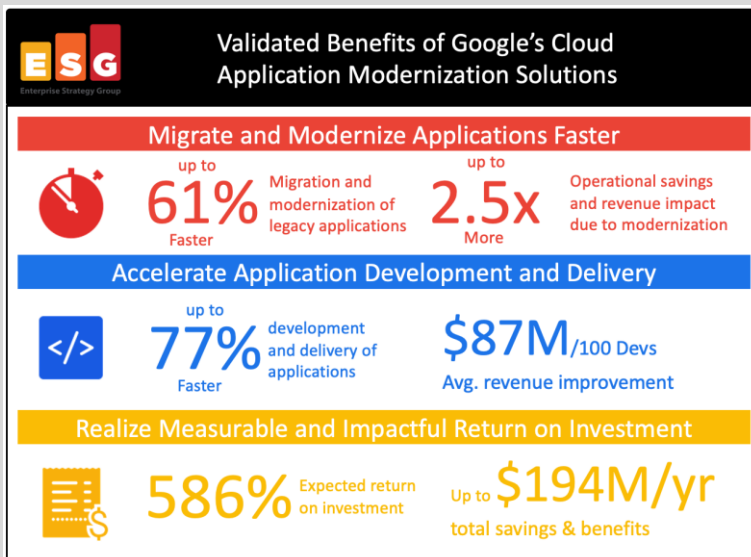 ESG
Enterprise Strategy Group
Validated Benefits of Google's Cloud
Application Modernization Solutions
Migrate and Modernize Applications Faster
up to
61%
Faster
Migration and
modernization of
legacy applications
up to
2.5x
More
Operational savings
and revenue impact
due to modernization
Accelerate Application Development and Delivery
</>
up to
77%
Faster
development
and delivery of
applications
$87M/100 Devs
Avg. revenue improvement
Realize Measurable and Impactful Return on Investment
$
586%
Expected return
on investment
Up to $194M/yr
total savings & benefits